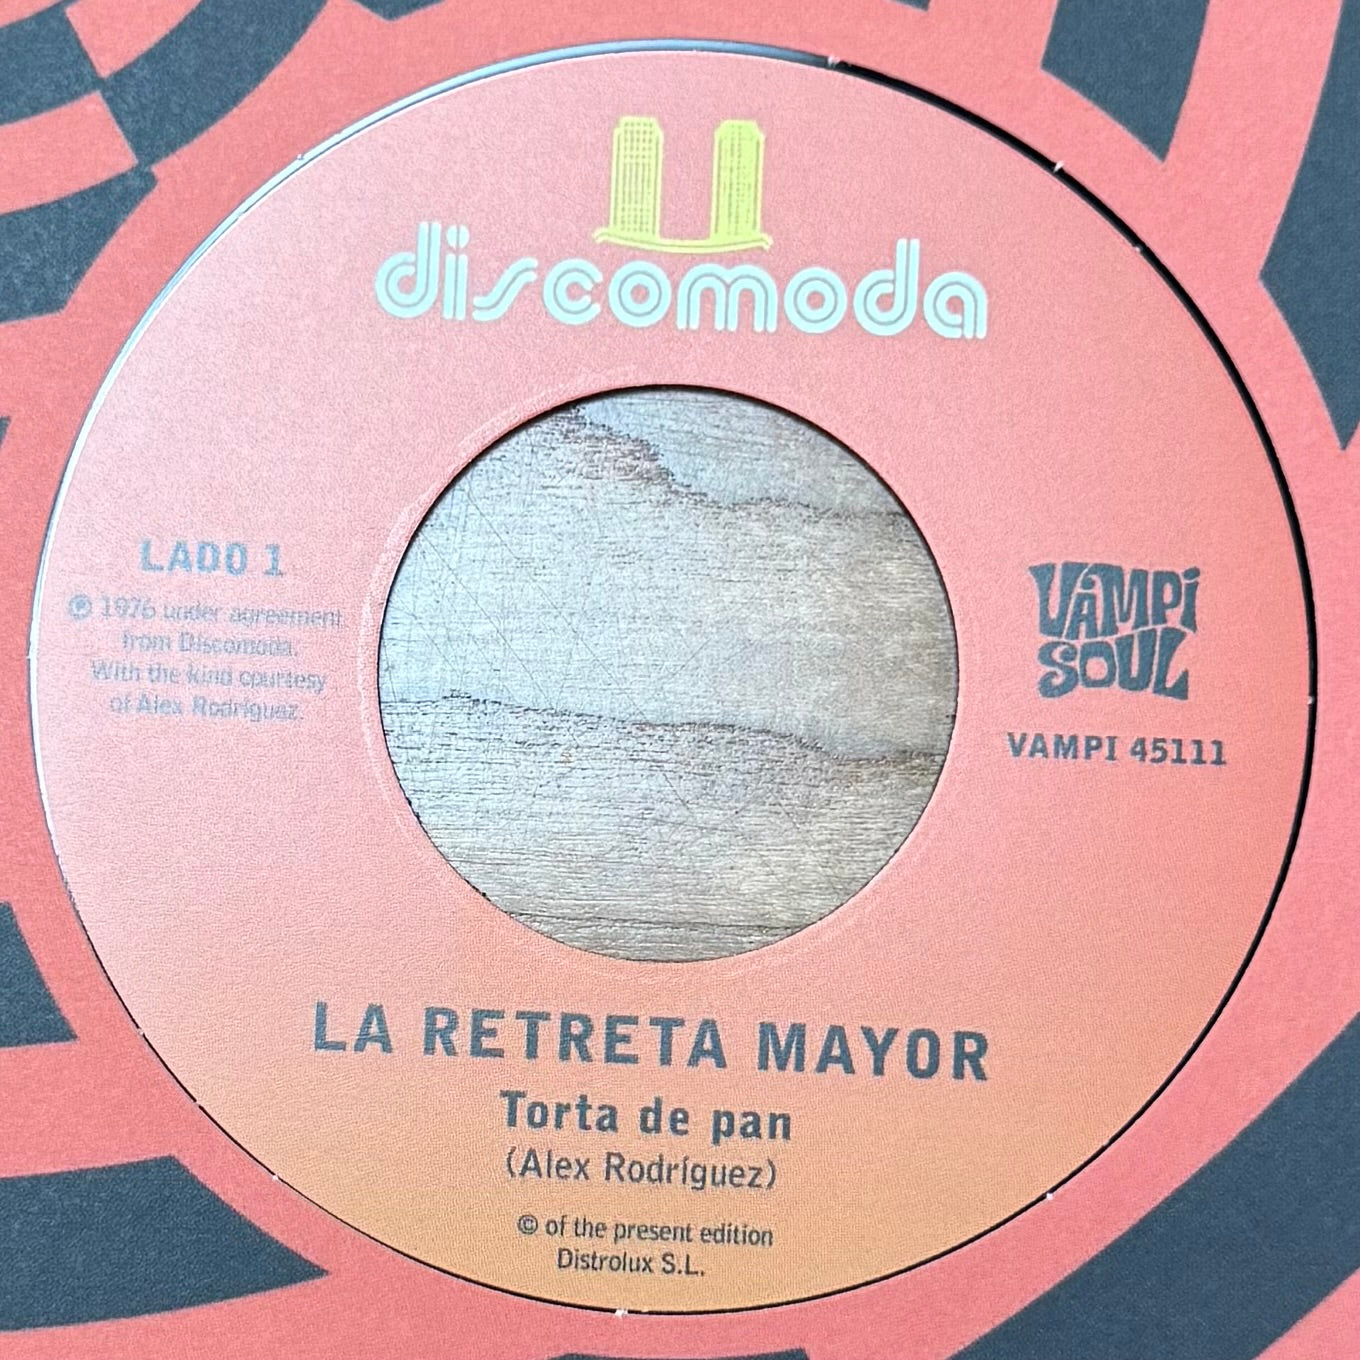 discomoda
LADO 1
℗ 1976 under agreement
from Discomoda.
With the kind courtesy
of Alex Rodríguez.
VAMPI
SOUL
VAMPI 45111
LA RETRETA MAYOR
Torta de pan
(Alex Rodríguez)
© of the present edition
Distrolux S.L.